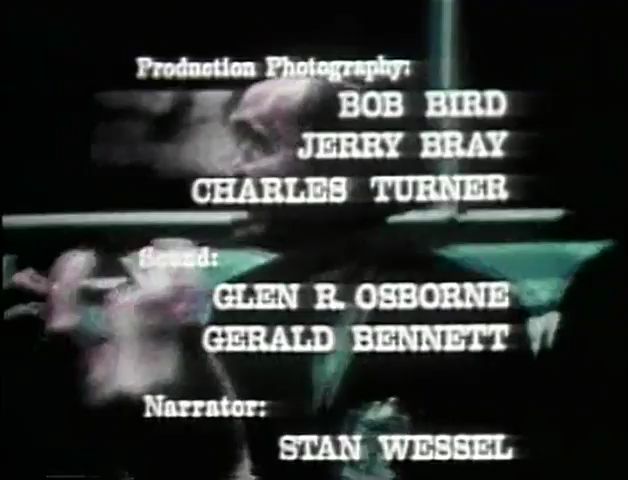 Production Photography:
BOB BIRD
JERRY BRAY
CHARLES TURNER
Sound:
GLEN R. OSBORNE
GERALD BENNETT
Narrator:
STAN WESSEL